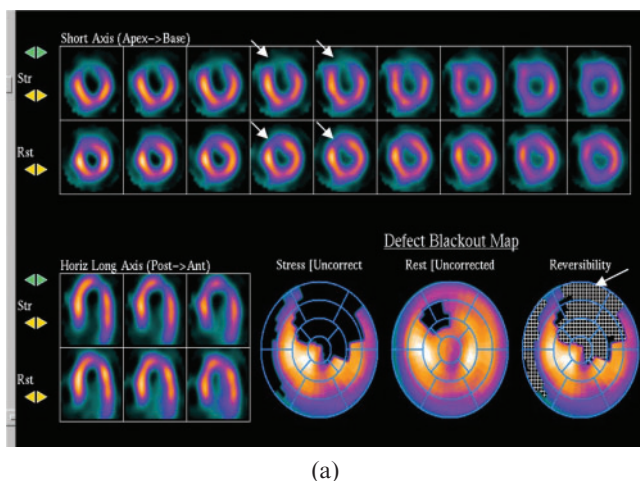 Short Axis (Apex->Base)
Str
Rst
Defect Blackout Map
Horiz Long Axis (Post->Ant)
Stress [Uncorrect
Rest [Uncorrected
Reversibility
Str
Rst
(a)